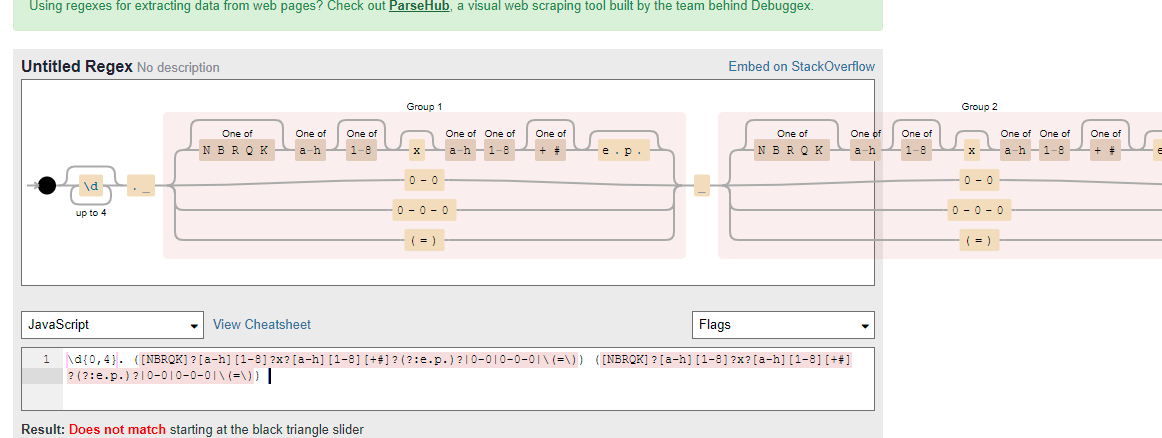 Using regexes for extracting data from web pages? Check out ParseHub, a visual web scraping tool built by the team behind Debuggex.
Untitled Regex No description
Embed on StackOverflow
Group 1
Group 2
One of One of One of One of One of One of
N B R Q K a-h 1-8 x a-h 1-8 + # e.p.
One of One of One of One of One of One of
N B R Q K a-h 1-8 x a-h 1-8 + # e
\d
up to 4
._
0-0
0-0-0
(=)
_
0-0
0-0-0
(=)
JavaScript
View Cheatsheet
Flags
1 \d{0,4}. ([NBRQK]?[a-h][1-8]?x?[a-h][1-8][+#]?(?:e.p.)?|0-0|0-0-0|\(=\)) ([NBRQK]?[a-h][1-8]?x?[a-h][1-8][+#]
?(?:e.p.)?|0-0|0-0-0|\(=\))
Result: Does not match starting at the black triangle slider